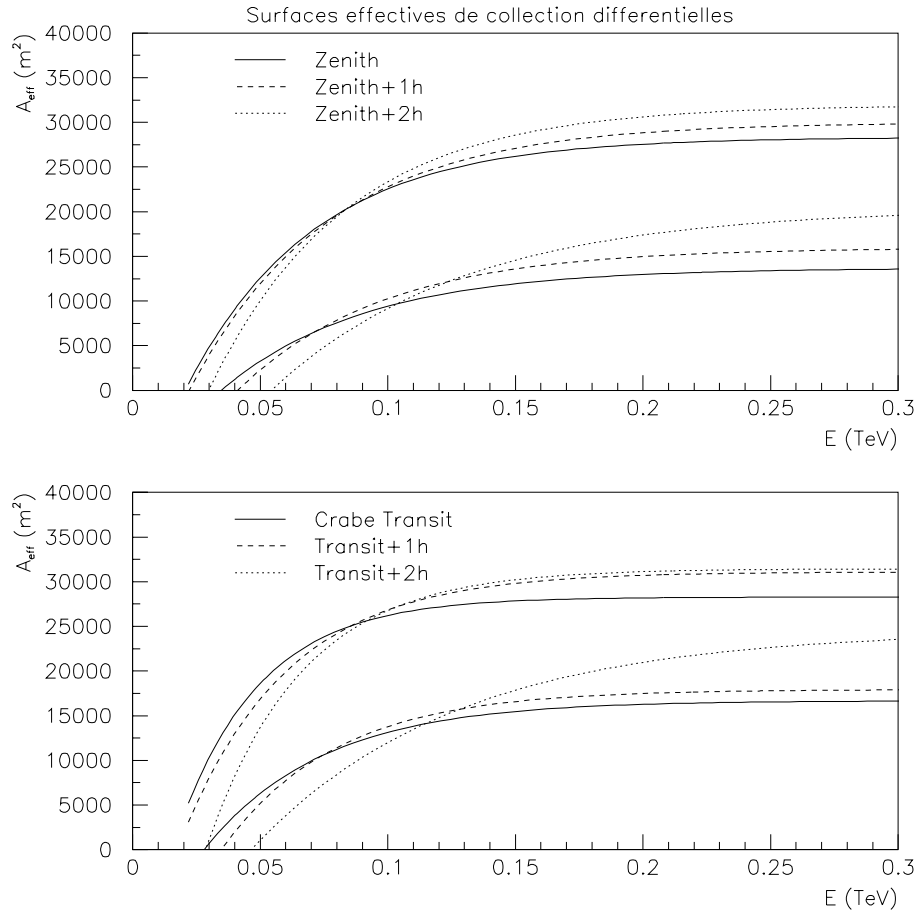 Surfaces effectives de collection differentielles
A_eff (m²)
40000
35000
30000
25000
20000
15000
10000
5000
0
Zenith
Zenith+1h
Zenith+2h
0 0.05 0.1 0.15 0.2 0.25 0.3
E (TeV)
A_eff (m²)
40000
35000
30000
25000
20000
15000
10000
5000
0
Crabe Transit
Transit+1h
Transit+2h
0 0.05 0.1 0.15 0.2 0.25 0.3
E (TeV)